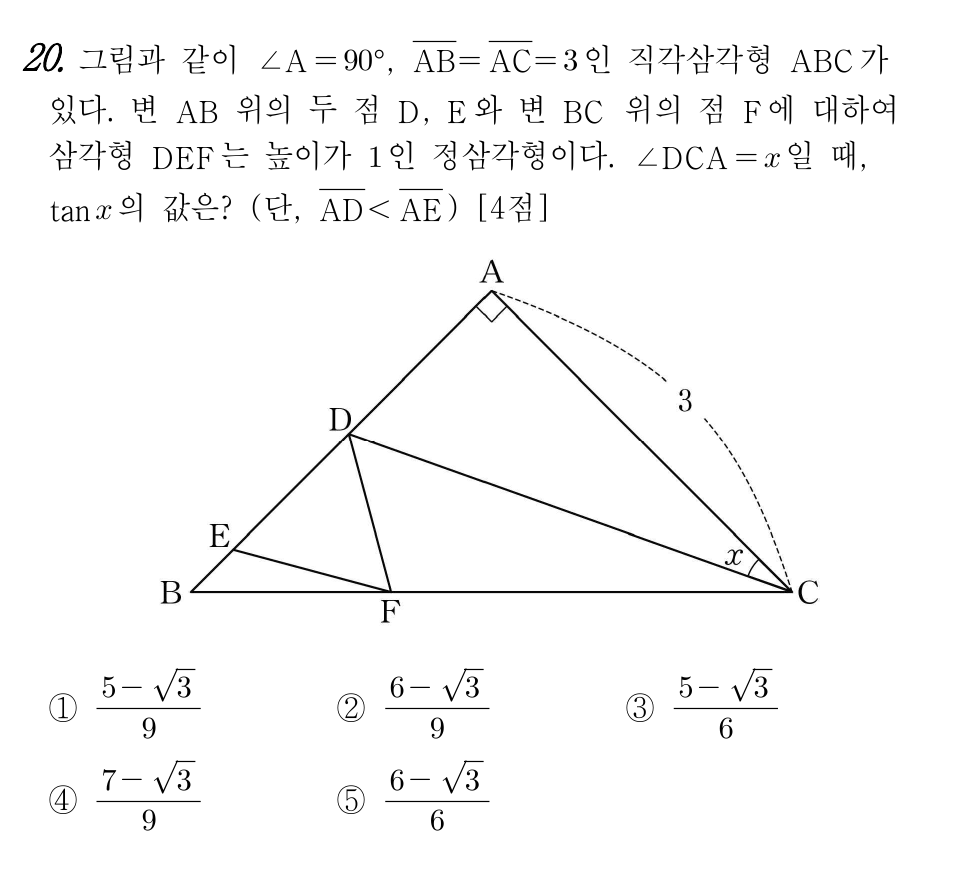 20. 그림과 같이 ∠A=90°, \overline{AB}=\overline{AC}=3인 직각삼각형 ABC가
있다. 변 AB 위의 두 점 D, E와 변 BC 위의 점 F에 대하여
삼각형 DEF는 높이가 1인 정삼각형이다. ∠DCA=x일 때,
tan x의 값은? (단, \overline{AD}<\overline{AE}) [4점]
A
3
D
E
x
B
F
C
① \frac{5-\sqrt{3}}{9} ② \frac{6-\sqrt{3}}{9} ③ \frac{5-\sqrt{3}}{6}
④ \frac{7-\sqrt{3}}{9} ⑤ \frac{6-\sqrt{3}}{6}